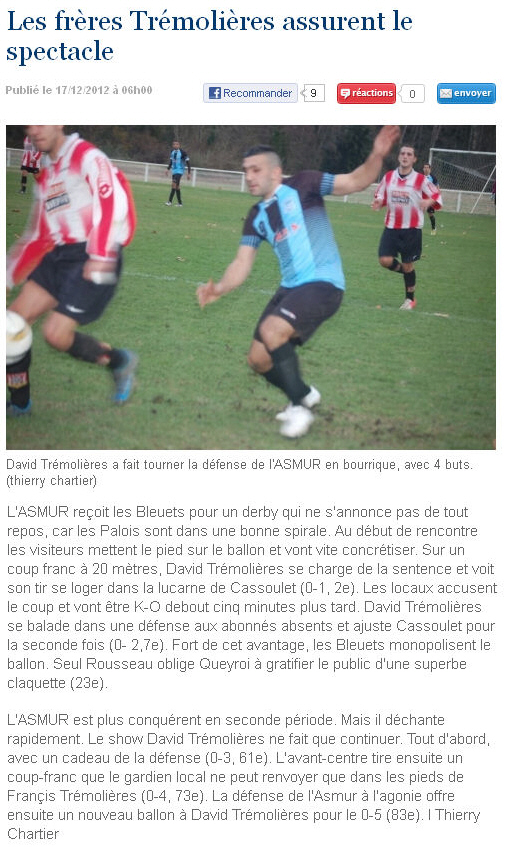 Les frères Trémolières assurent le
spectacle
Publié le 17/12/2012 à 06h00
Recommander 9 réactions 0 envoyer
David Trémolières a fait tourner la défense de l'ASMUR en bourrique, avec 4 buts.
(thierry chartier)
L'ASMUR reçoit les Bleuets pour un derby qui ne s'annonce pas de tout
repos, car les Palois sont dans une bonne spirale. Au début de rencontre
les visiteurs mettent le pied sur le ballon et vont vite concrétiser. Sur un
coup franc à 20 mètres, David Trémolières se charge de la sentence et voit
son tir se loger dans la lucarne de Cassoulet (0-1, 2e). Les locaux accusent
le coup et vont être K-O debout cinq minutes plus tard. David Trémolières
se balade dans une défense aux abonnés absents et ajuste Cassoulet pour
la seconde fois (0- 2,7e). Fort de cet avantage, les Bleuets monopolisent le
ballon. Seul Rousseau oblige Queyroi à gratifier le public d'une superbe
claquette (23e).
L'ASMUR est plus conquérent en seconde période. Mais il déchante
rapidement. Le show David Trémolières ne fait que continuer. Tout d'abord,
avec un cadeau de la défense (0-3, 61e). L'avant-centre tire ensuite un
coup-franc que le gardien local ne peut renvoyer que dans les pieds de
Françis Trémolières (0-4, 73e). La défense de l'Asmur à l'agonie offre
ensuite un nouveau ballon à David Trémolières pour le 0-5 (83e). l Thierry
Chartier